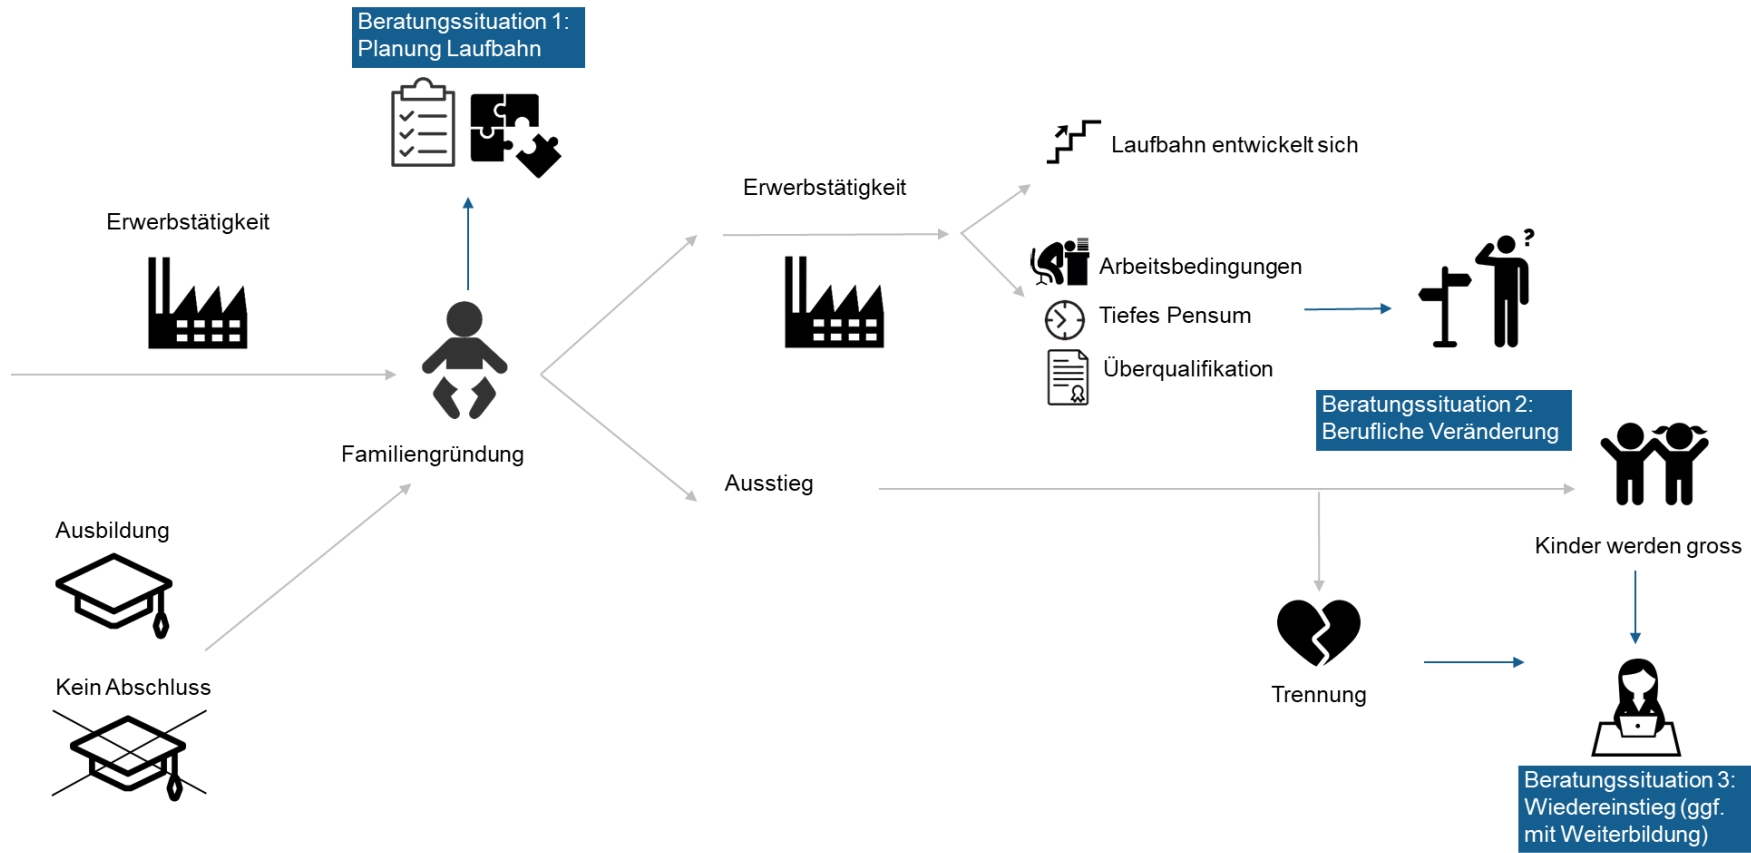 Beratungssituation 1:
Planung Laufbahn
Erwerbstätigkeit
Familiengründung
Ausbildung
Kein Abschluss
Erwerbstätigkeit
Laufbahn entwickelt sich
Arbeitsbedingungen
Tiefes Pensum
Überqualifikation
?
Beratungssituation 2:
Berufliche Veränderung
Ausstieg
Kinder werden gross
Trennung
Beratungssituation 3:
Wiedereinstieg (ggf.
mit Weiterbildung)